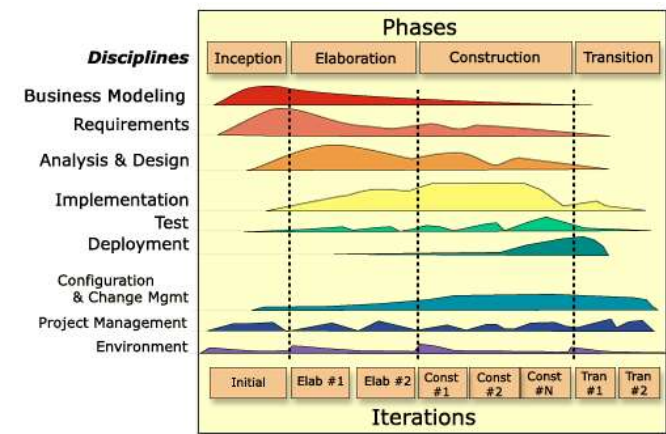 Phases
Disciplines
Inception
Elaboration
Construction
Transition
Business Modeling
Requirements
Analysis & Design
Implementation
Test
Deployment
Configuration
& Change Mgmt
Project Management
Environment
Initial
Elab #1
Elab #2
Const
#1
Const
#2
Const
#N
Tran
#1
Tran
#2
Iterations